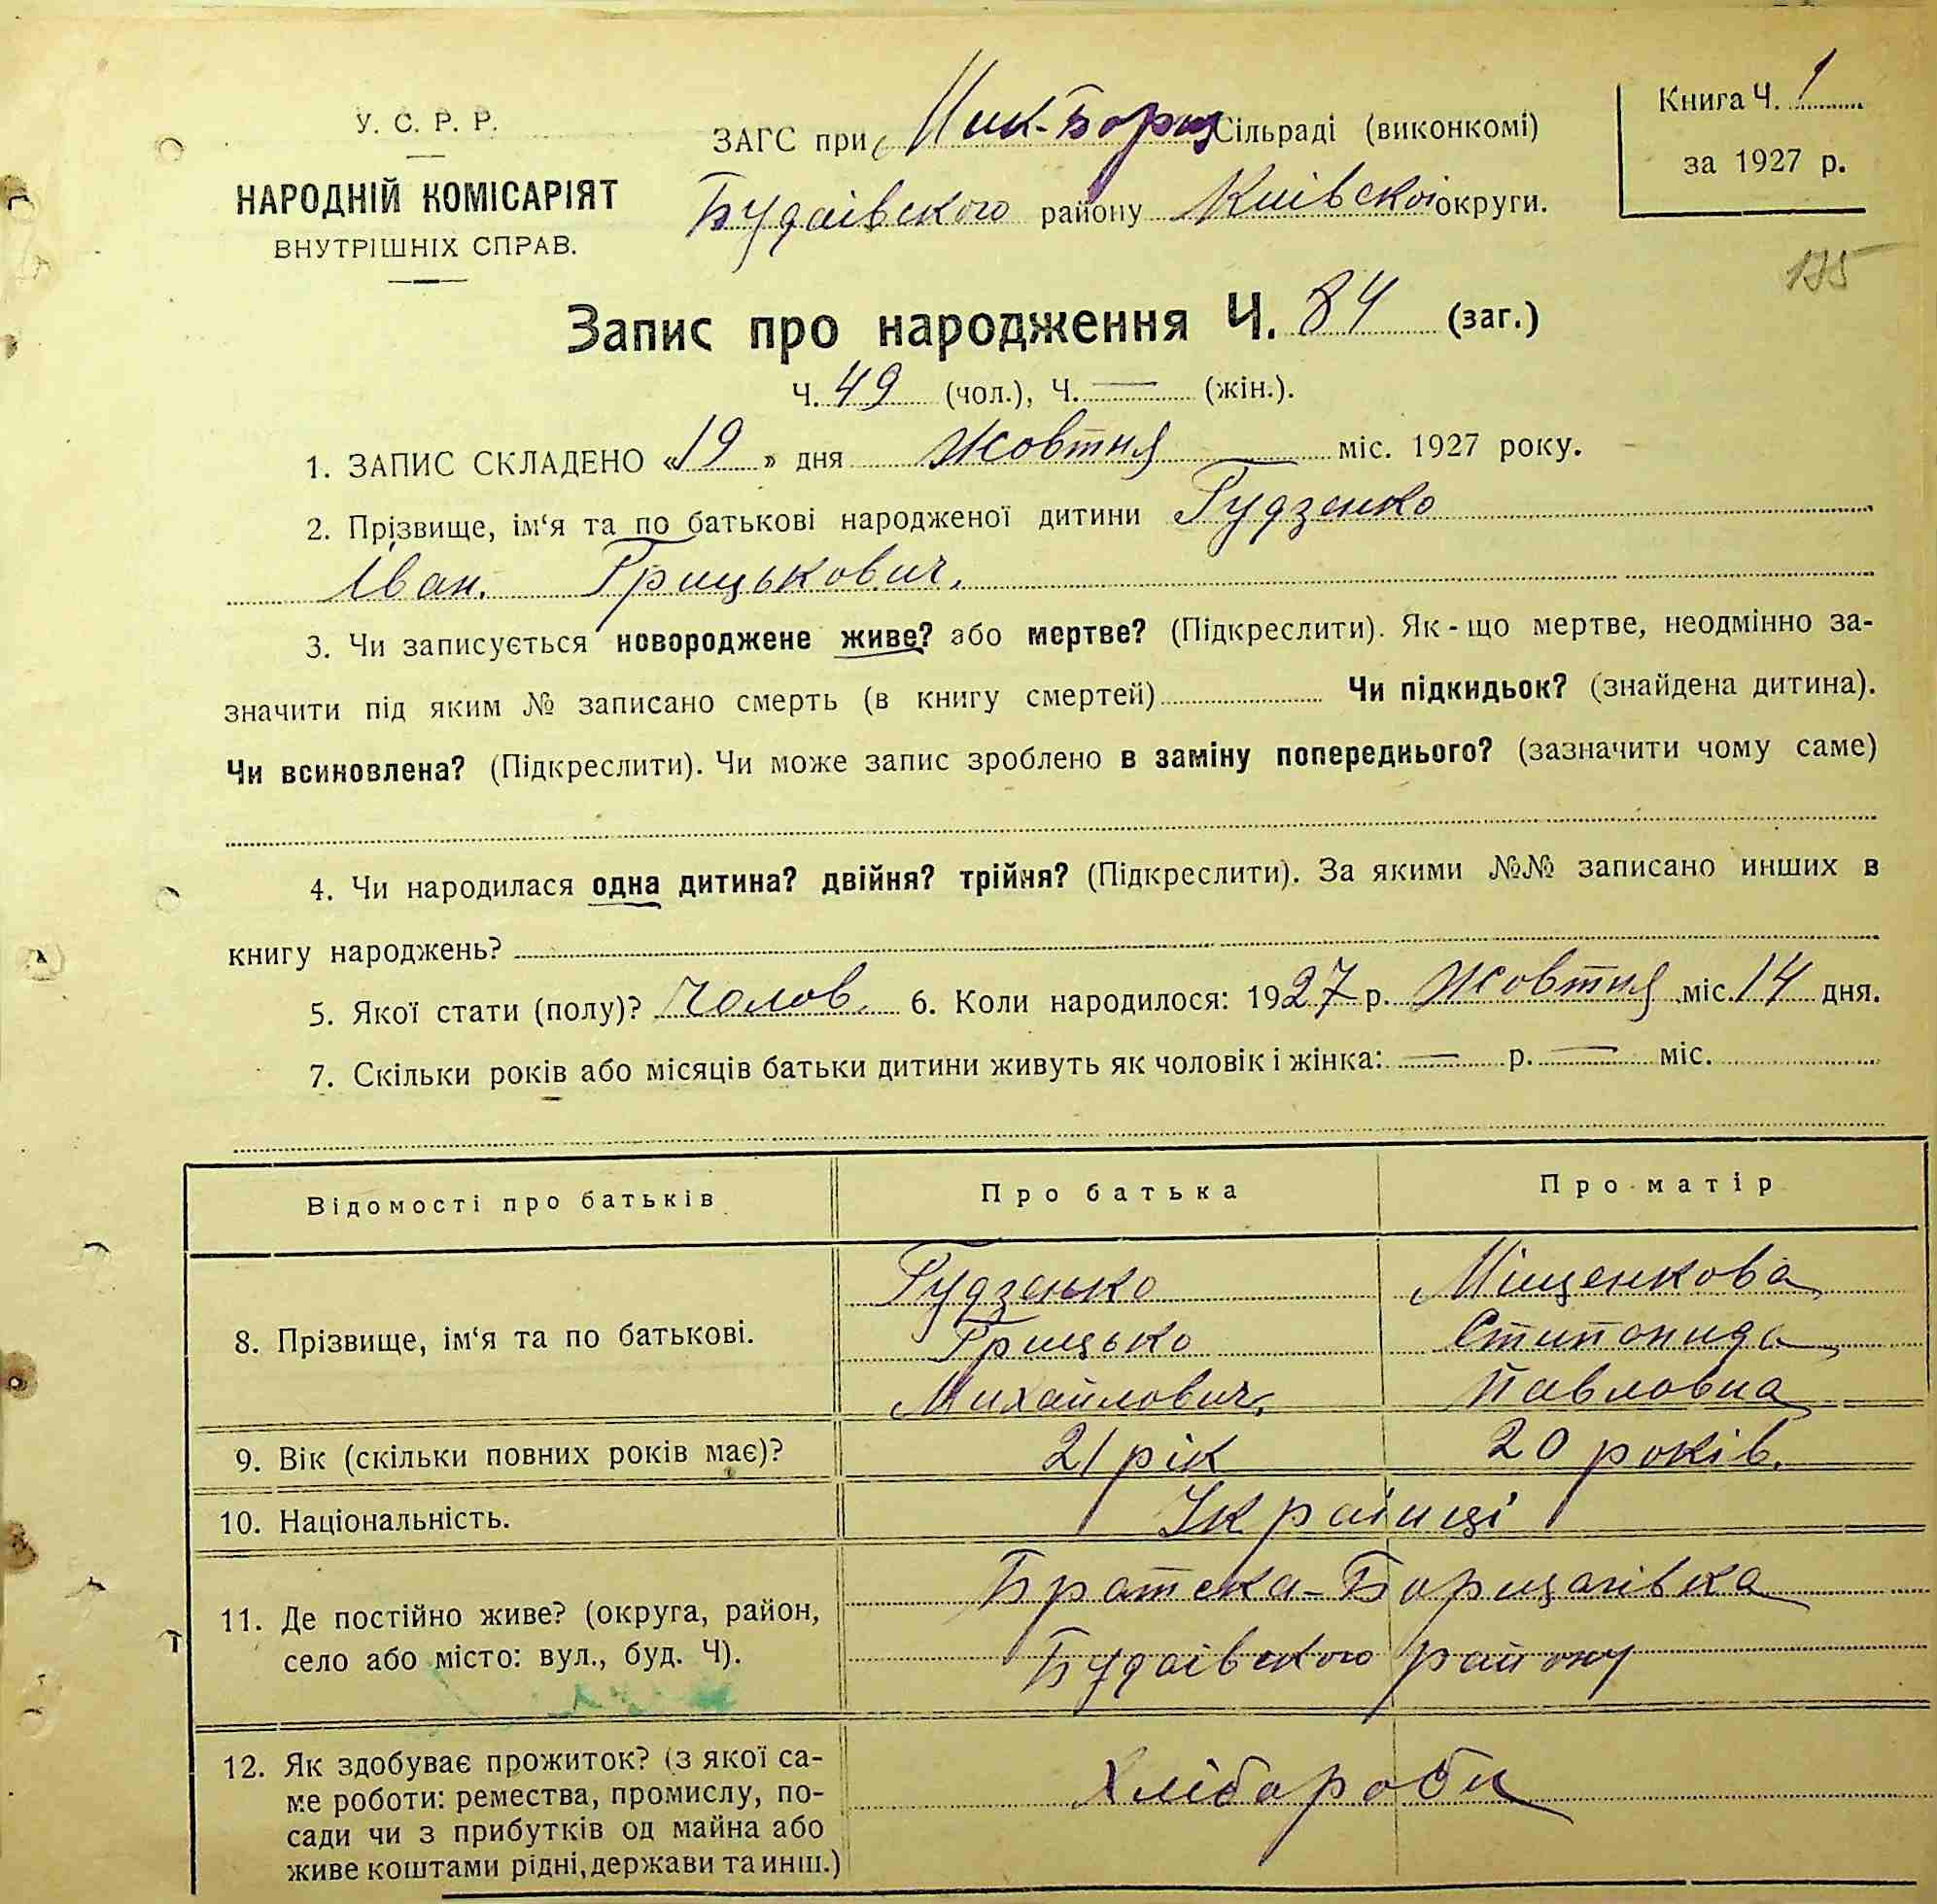 У. С. Р. Р.
НАРОДНІЙ КОМІСАРІЯТ
ВНУТРІШНІХ СПРАВ.
ЗАГС при Мик-Борщ Сільраді (виконкомі)
Будаївского району Київскої округи.
Книга Ч. 1
за 1927 р.
Запис про народження Ч. 84 (заг.)
Ч. 49 (чол.), Ч. — (жін.).
1. ЗАПИС СКЛАДЕНО «19» дня Жовтня міс. 1927 року.
2. Прізвище, ім‘я та по батькові народженої дитини Гудзенко
Іван. Грицькович.
3. Чи записується новороджене живе? або мертве? (Підкреслити). Як-що мертве, неодмінно за-
значити під яким № записано смерть (в книгу смертей) Чи підкидьок? (знайдена дитина).
Чи всиновлена? (Підкреслити). Чи може запис зроблено в заміну попереднього? (зазначити чому саме)
4. Чи народилася одна дитина? двійня? трійня? (Підкреслити). За якими №№ записано инших в
книгу народжень?
5. Якої стати (полу)? Чолов. 6. Коли народилося: 1927 р. Жовтня міс. 14 дня.
7. Скільки років або місяців батьки дитини живуть як чоловік і жінка: — р. — міс.
Відомості про батьків Про батька Про матір
8. Прізвище, ім‘я та по батькові.
Гудзенко Міщенкова
Грицько Стипонида
Михайлович, Павловна
9. Вік (скільки повних років має)? 21 рік 20 років.
10. Національність. Українці
11. Де постійно живе? (округа, район,
село або місто: вул., буд. Ч).
Братска-Борщагівка
Будаївского району
12. Як здобуває прожиток? (з якої са-
ме роботи: ремества, промислу, по-
сади чи з прибутків од майна або
живе коштами рідні, держави та инш.)
Хлібароби